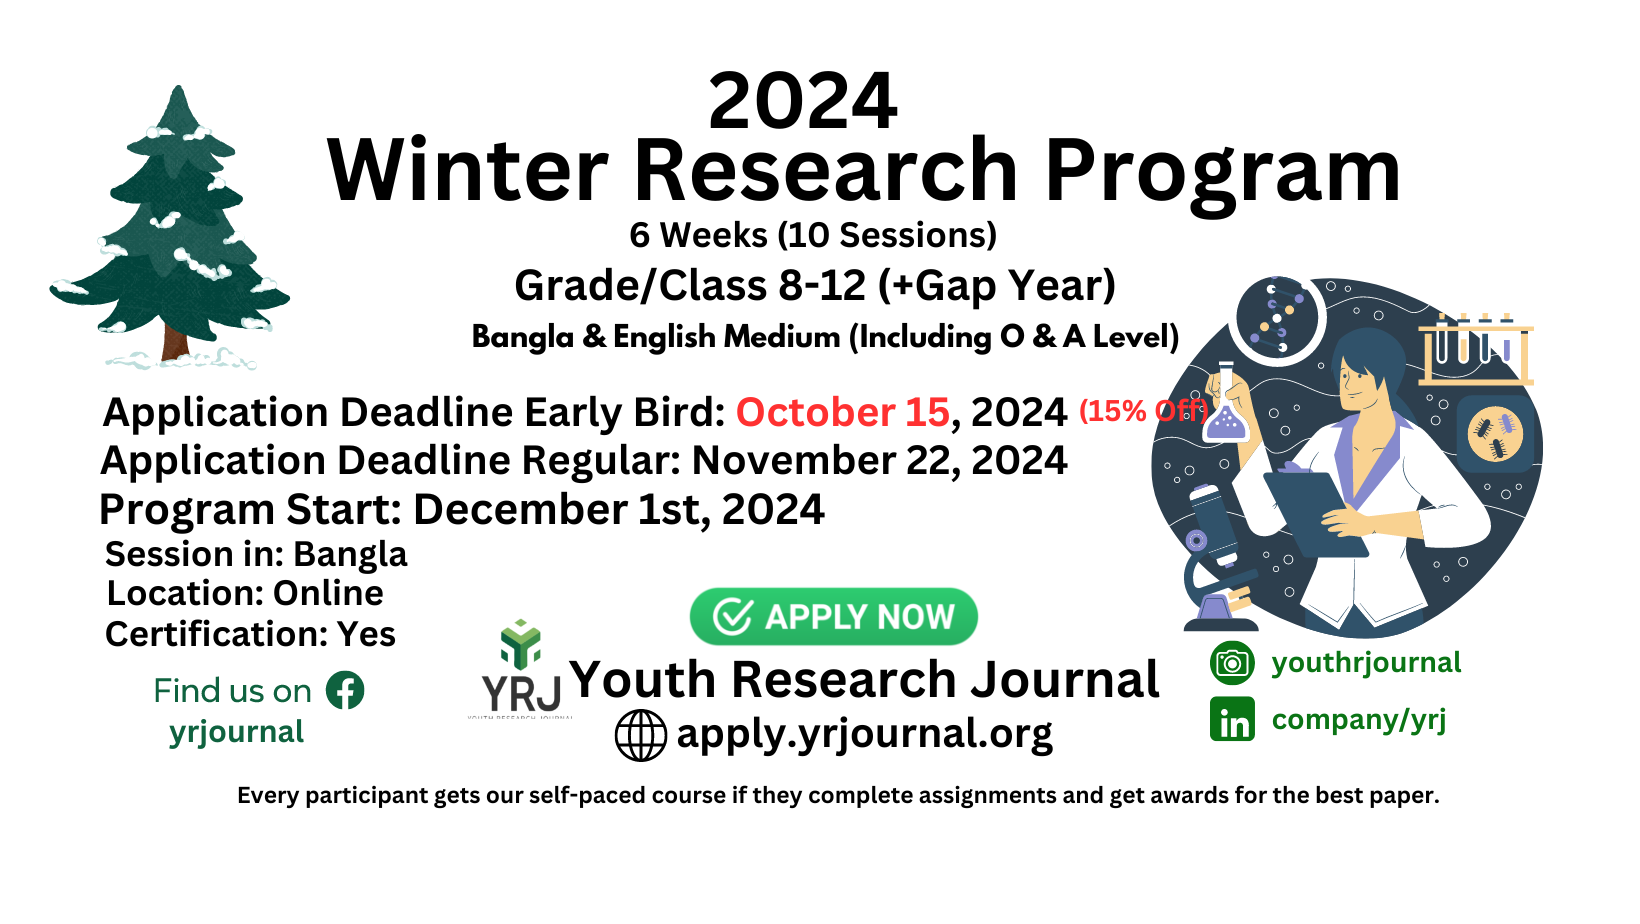 2024
Winter Research Program
6 Weeks (10 Sessions)
Grade/Class 8-12 (+Gap Year)
Bangla & English Medium (Including O & A Level)
Application Deadline Early Bird: October 15, 2024 (15% Off)
Application Deadline Regular: November 22, 2024
Program Start: December 1st, 2024
Session in: Bangla
Location: Online
Certification: Yes
Find us on
yrjournal
APPLY NOW
YRJ
YOUTH RESEARCH JOURNAL
Youth Research Journal
apply.yrjournal.org
youthrjournal
in
company/yrj
Every participant gets our self-paced course if they complete assignments and get awards for the best paper.